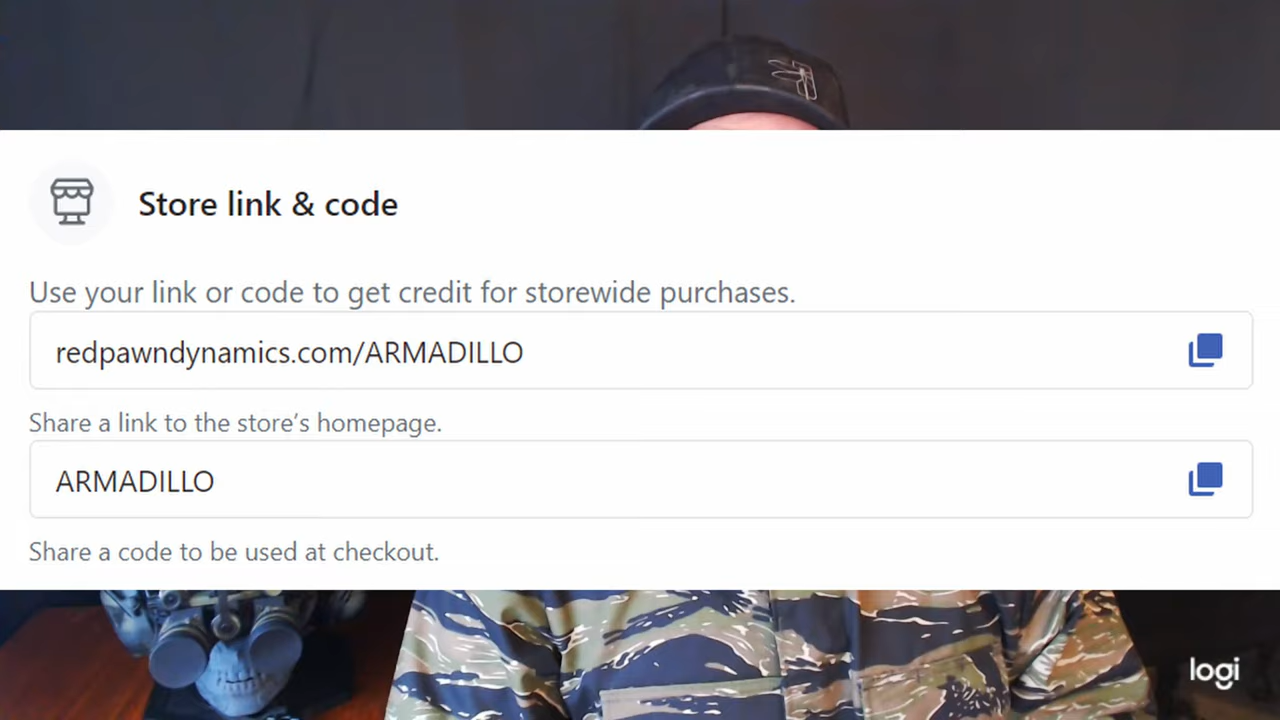 Store link & code
Use your link or code to get credit for storewide purchases.
redpawndynamics.com/ARMADILLO
Share a link to the store’s homepage.
ARMADILLO
Share a code to be used at checkout.
logi